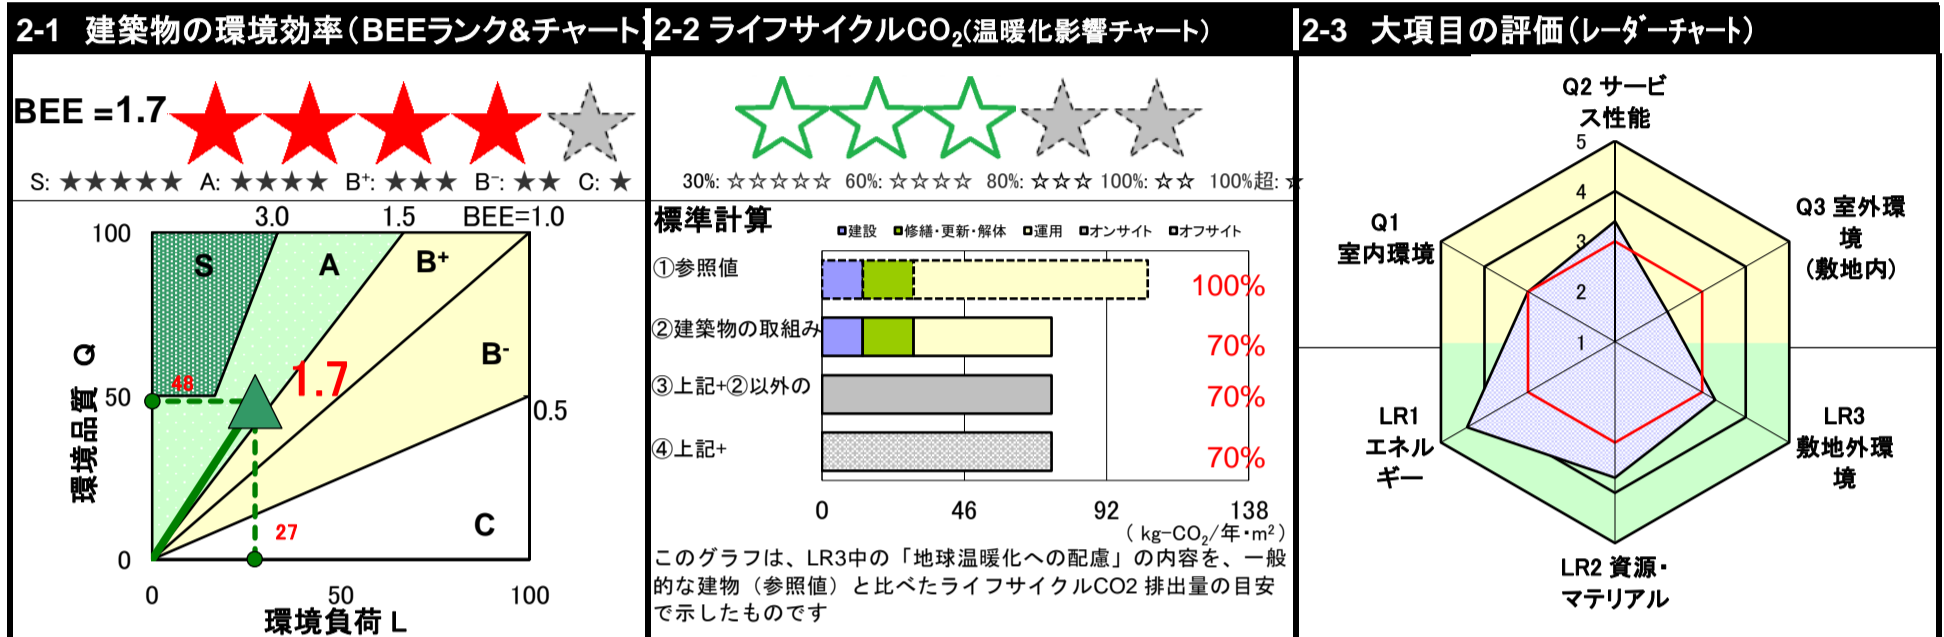 2-1 建築物の環境効率(BEEランク&チャート)
BEE =1.7
S: ★★★★★ A: ★★★★ B+: ★★★ B−: ★★ C: ★
3.0 1.5 BEE=1.0
100
S
A
B+
B-
C
50
48
1.7
0.5
27
0
0 50 100
環境品質 Q
環境負荷 L
2-2 ライフサイクルCO2(温暖化影響チャート)
30%: ☆☆☆☆☆ 60%: ☆☆☆☆ 80%: ☆☆☆ 100%: ☆☆ 100%超: ☆
標準計算
建設 修繕・更新・解体 運用 オンサイト オフサイト
①参照値 100%
②建築物の取組み 70%
③上記+②以外の 70%
④上記+ 70%
0 46 92 138
( kg-CO2/年・m2)
このグラフは、LR3中の「地球温暖化への配慮」の内容を、一般
的な建物(参照値)と比べたライフサイクルCO2 排出量の目安
で示したものです
2-3 大項目の評価(レーダーチャート)
Q2 サービ
ス性能
5
4
3
2
1
Q1
室内環境
Q3 室外環
境
(敷地内)
LR1
エネル
ギー
LR3
敷地外環
境
LR2 資源・
マテリアル